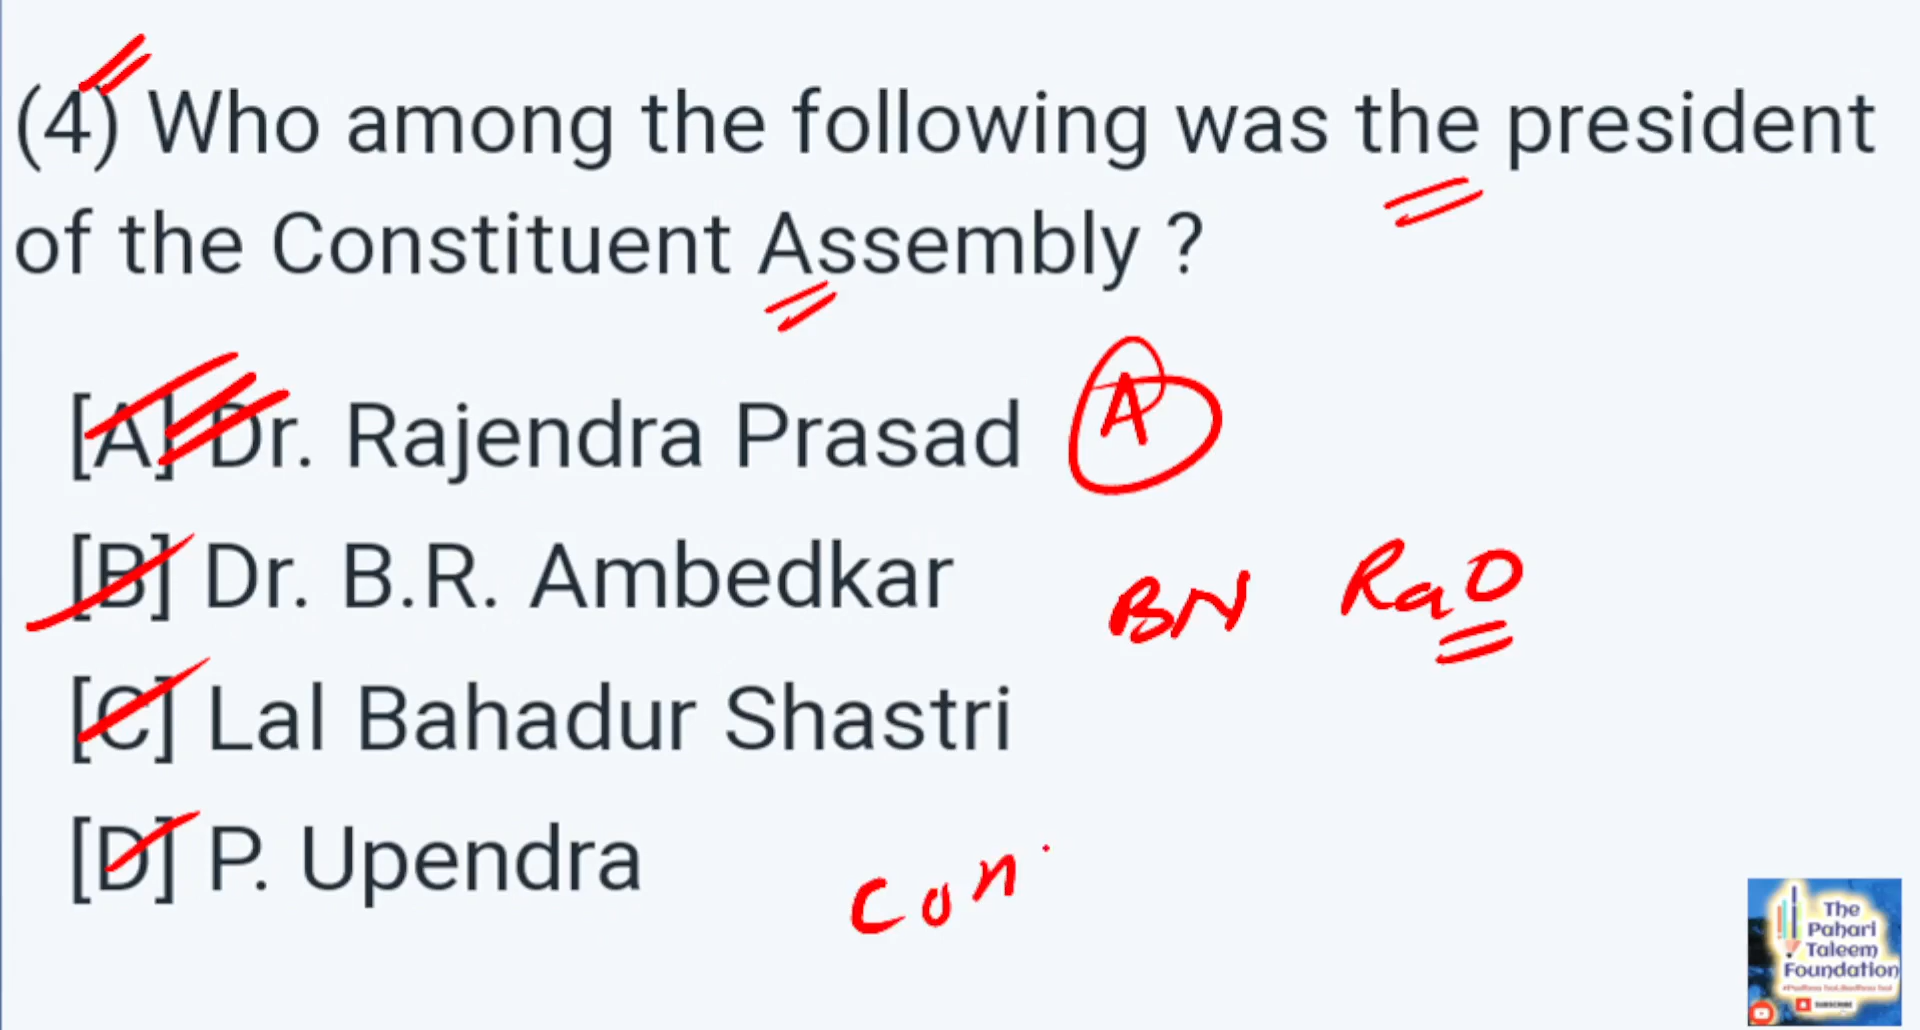 (4) Who among the following was the president
of the Constituent Assembly ?
[A] Dr. Rajendra Prasad A
[B] Dr. B.R. Ambedkar BN Rao
[C] Lal Bahadur Shastri
[D] P. Upendra
Con
The
Pahari
Taleem
Foundation
SUBSCRIBE